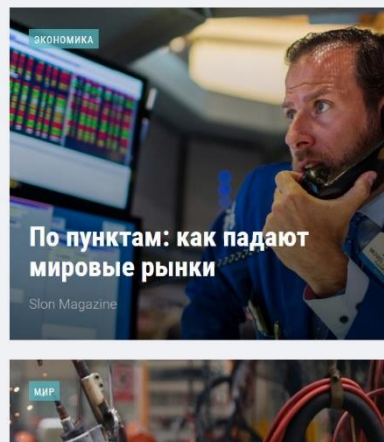 ЭКОНОМИКА
По пунктам: как падают
мировые рынки
Slon Magazine
МИР